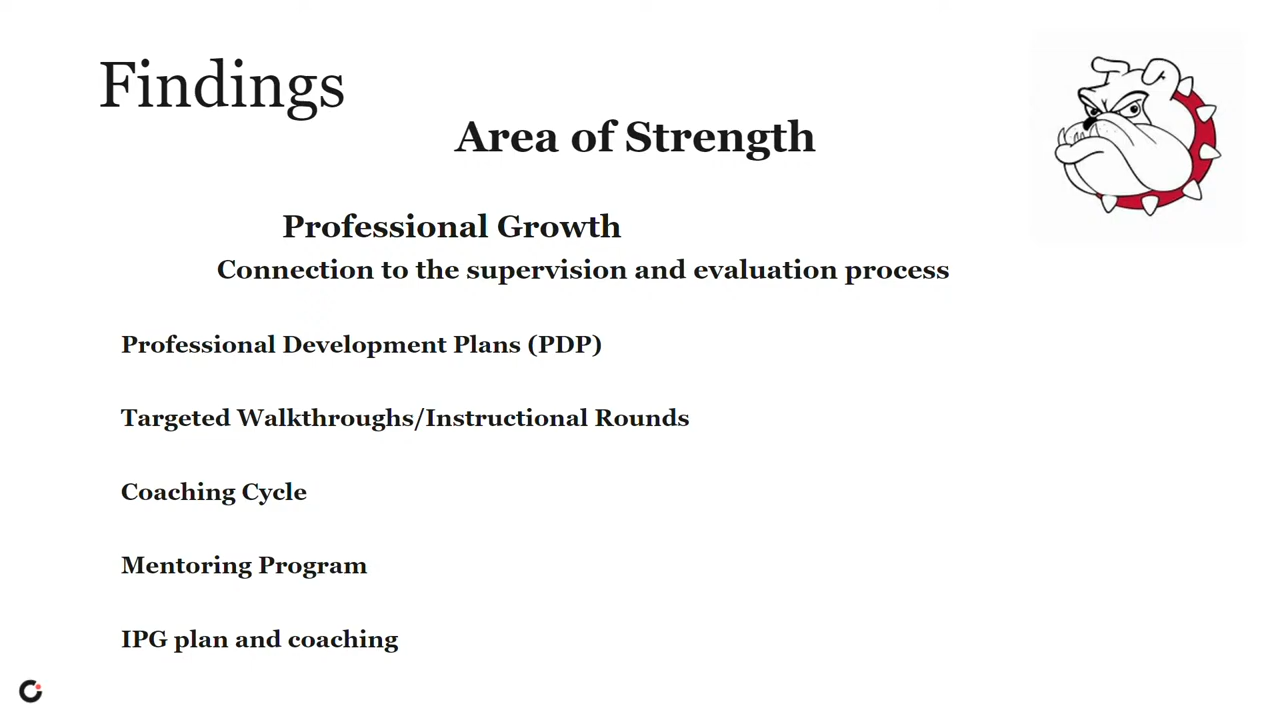 Findings
Area of Strength
Professional Growth
Connection to the supervision and evaluation process
Professional Development Plans (PDP)
Targeted Walkthroughs/Instructional Rounds
Coaching Cycle
Mentoring Program
IPG plan and coaching